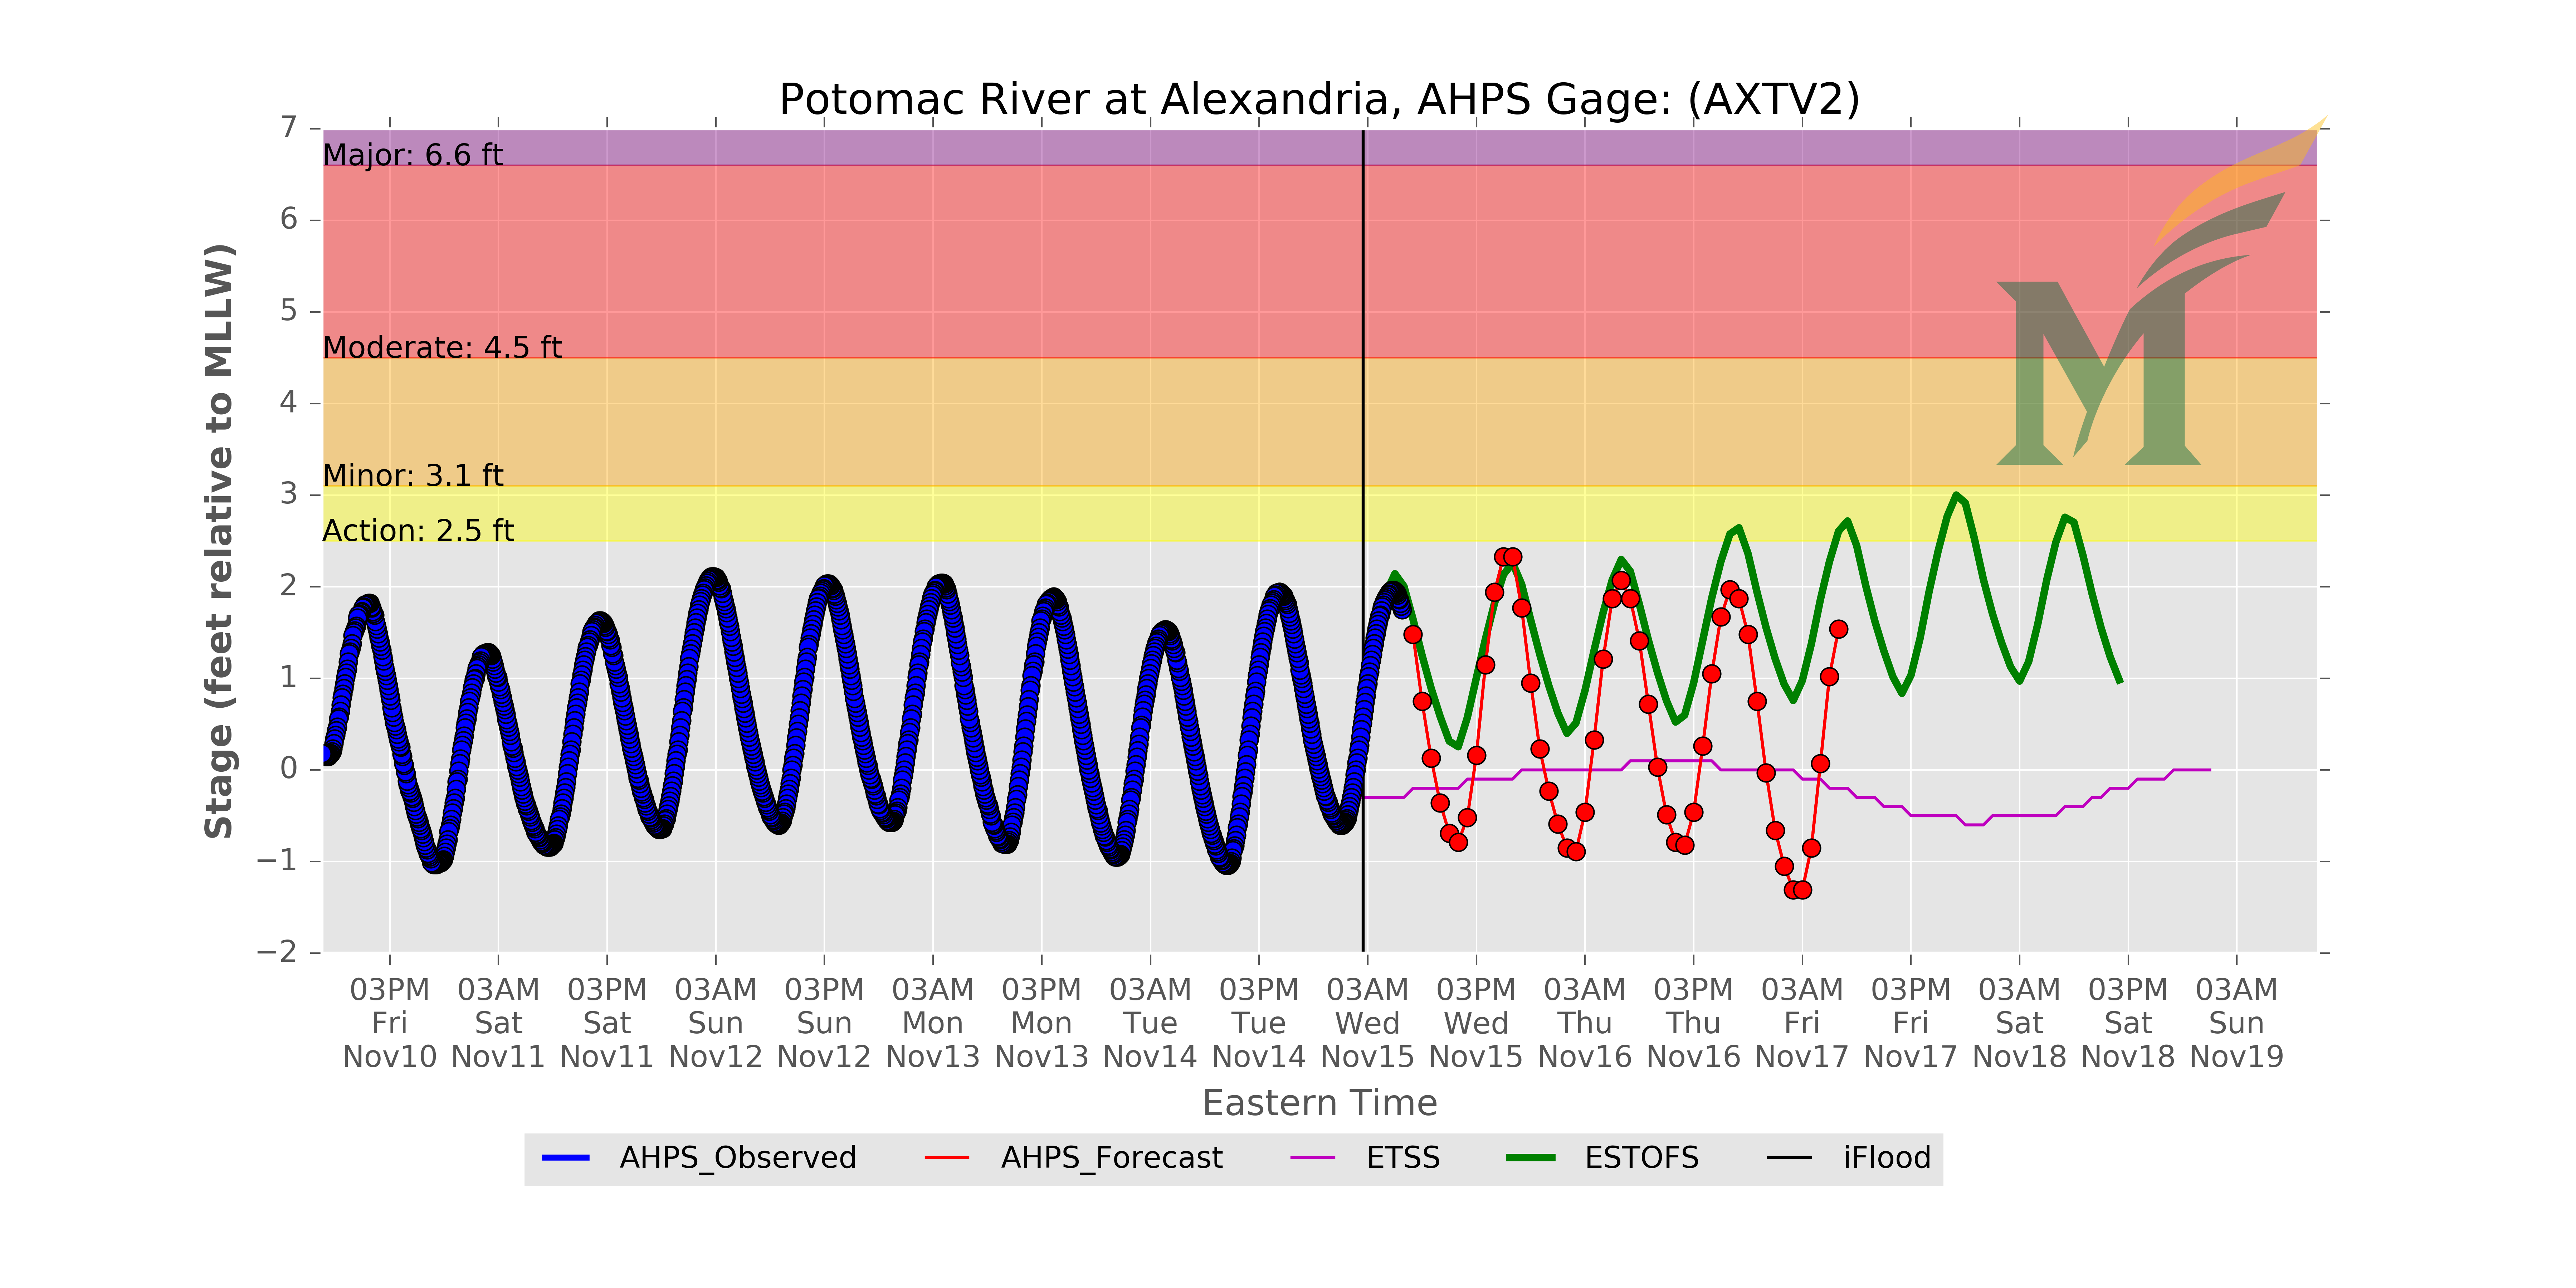 Potomac River at Alexandria, AHPS Gage: (AXTV2)
Stage (feet relative to MLLW)
7
6
5
4
3
2
1
0
−1
−2
Major: 6.6 ft
Moderate: 4.5 ft
Minor: 3.1 ft
Action: 2.5 ft
M
03PM 03AM 03PM 03AM 03PM 03AM 03PM 03AM 03PM 03AM 03PM 03AM 03PM 03AM 03PM 03AM 03PM 03AM
Fri Sat Sat Sun Sun Mon Mon Tue Tue Wed Wed Thu Thu Fri Fri Sat Sat Sun
Nov10 Nov11 Nov11 Nov12 Nov12 Nov13 Nov13 Nov14 Nov14 Nov15 Nov15 Nov16 Nov16 Nov17 Nov17 Nov18 Nov18 Nov19
Eastern Time
AHPS_Observed AHPS_Forecast ETSS ESTOFS iFlood